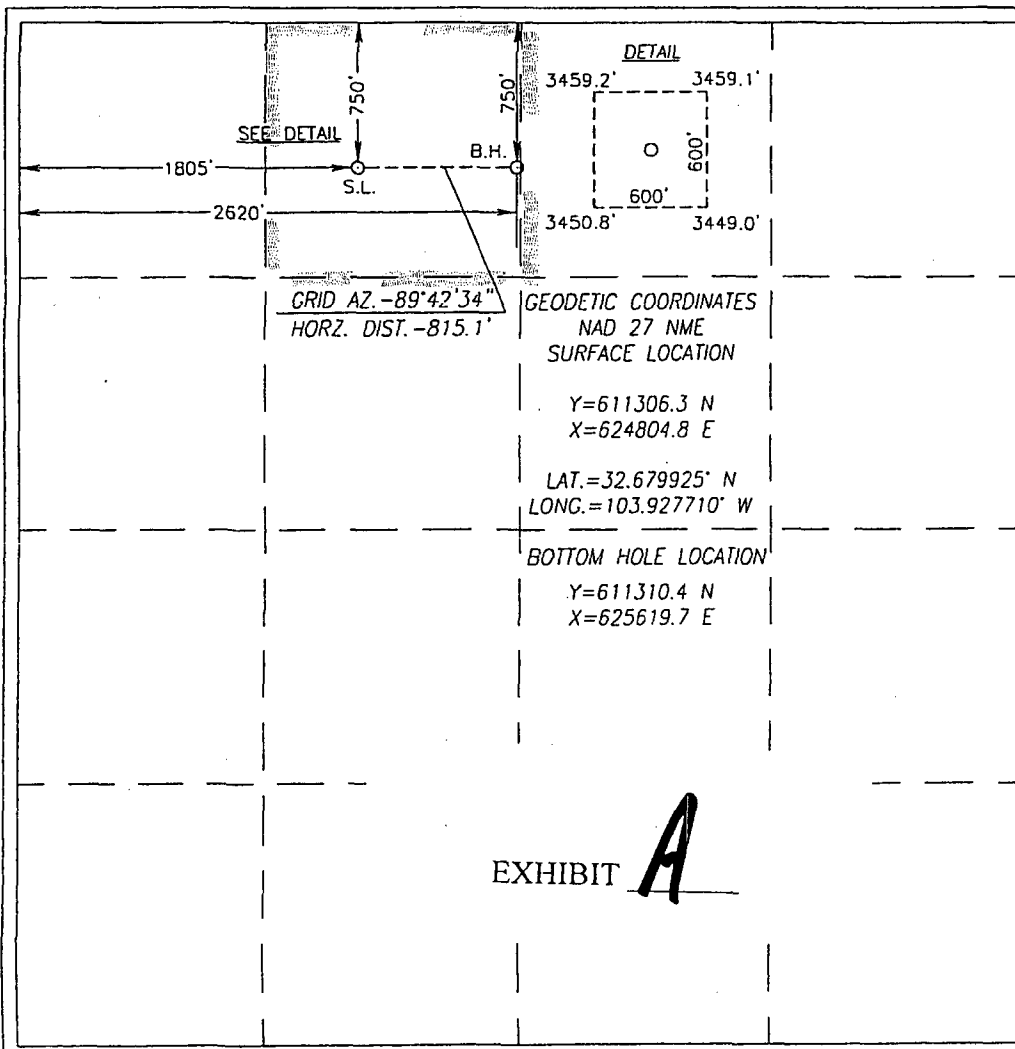 DETAIL
3459.2' 3459.1'
750' 750'
SEE DETAIL
600'
B.H.
1805'
S.L.
600'
2620'
3450.8' 3449.0'
GRID AZ.-89°42'34"
HORZ. DIST.-815.1'
GEODETIC COORDINATES
NAD 27 NME
SURFACE LOCATION
Y=611306.3 N
X=624804.8 E
LAT.=32.679925° N
LONG.=103.927710° W
BOTTOM HOLE LOCATION
Y=611310.4 N
X=625619.7 E
EXHIBIT A